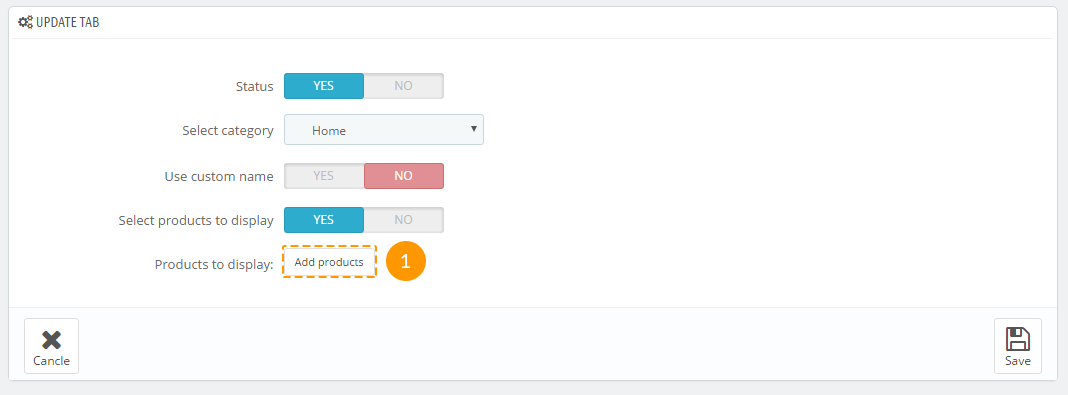 UPDATE TAB
Status YES NO
Select category Home
Use custom name YES NO
Select products to display YES NO
Products to display: Add products 1
Cancle Save